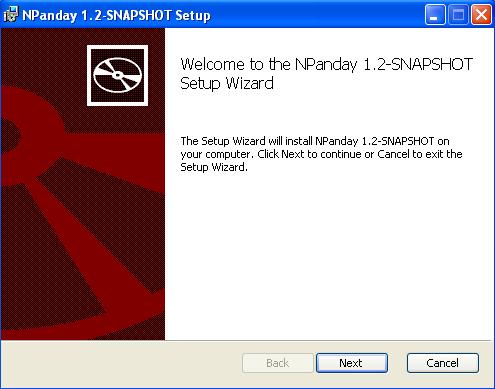 NPanday 1.2-SNAPSHOT Setup
Welcome to the NPanday 1.2-SNAPSHOT
Setup Wizard
The Setup Wizard will install NPanday 1.2-SNAPSHOT on
your computer. Click Next to continue or Cancel to exit the
Setup Wizard.
Back Next Cancel